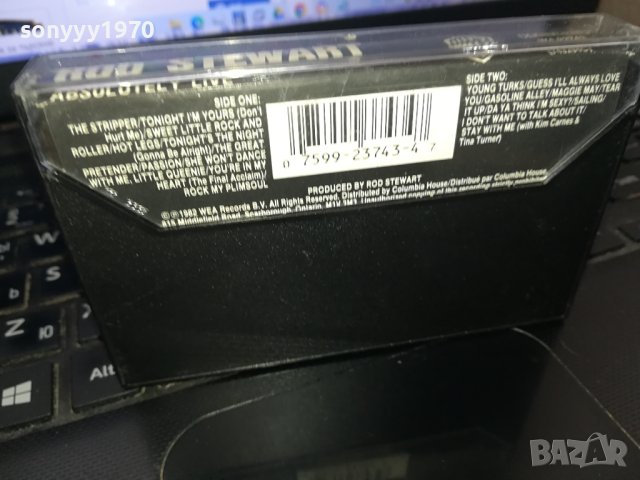 sonyyy1970
ROD STEWART
ABSOLUTELY LIVE
SIDE ONE:
THE STRIPPER/TONIGHT I'M YOURS (Don't
Hurt Me)/SWEET LITTLE ROCK AND
ROLLER/HOT LEGS/TONIGHT'S THE NIGHT
(Gonna Be Alright)/THE GREAT
PRETENDER/PASSION/SHE WON'T DANCE
WITH ME, LITTLE QUEENIE/YOU'RE IN MY
HEART (The Final Acclaim)/
ROCK MY PLIMSOUL
0 7599-23743-4 7
SIDE TWO:
YOUNG TURKS/GUESS I'LL ALWAYS LOVE
YOU/GASOLINE ALLEY/MAGGIE MAY/TEAR
IT UP/DA YA THINK I'M SEXY?/SAILING/
I DON'T WANT TO TALK ABOUT IT/
STAY WITH ME (with Kim Carnes &
Tina Turner)
PRODUCED BY ROD STEWART
©℗1982 WEA Records B.V. All Rights Reserved. Distributed by Columbia House/Distribué par Columbia House,
Scarborough, Ontario. Unauthorized copying
Z
Ю
Alt
BAZAR